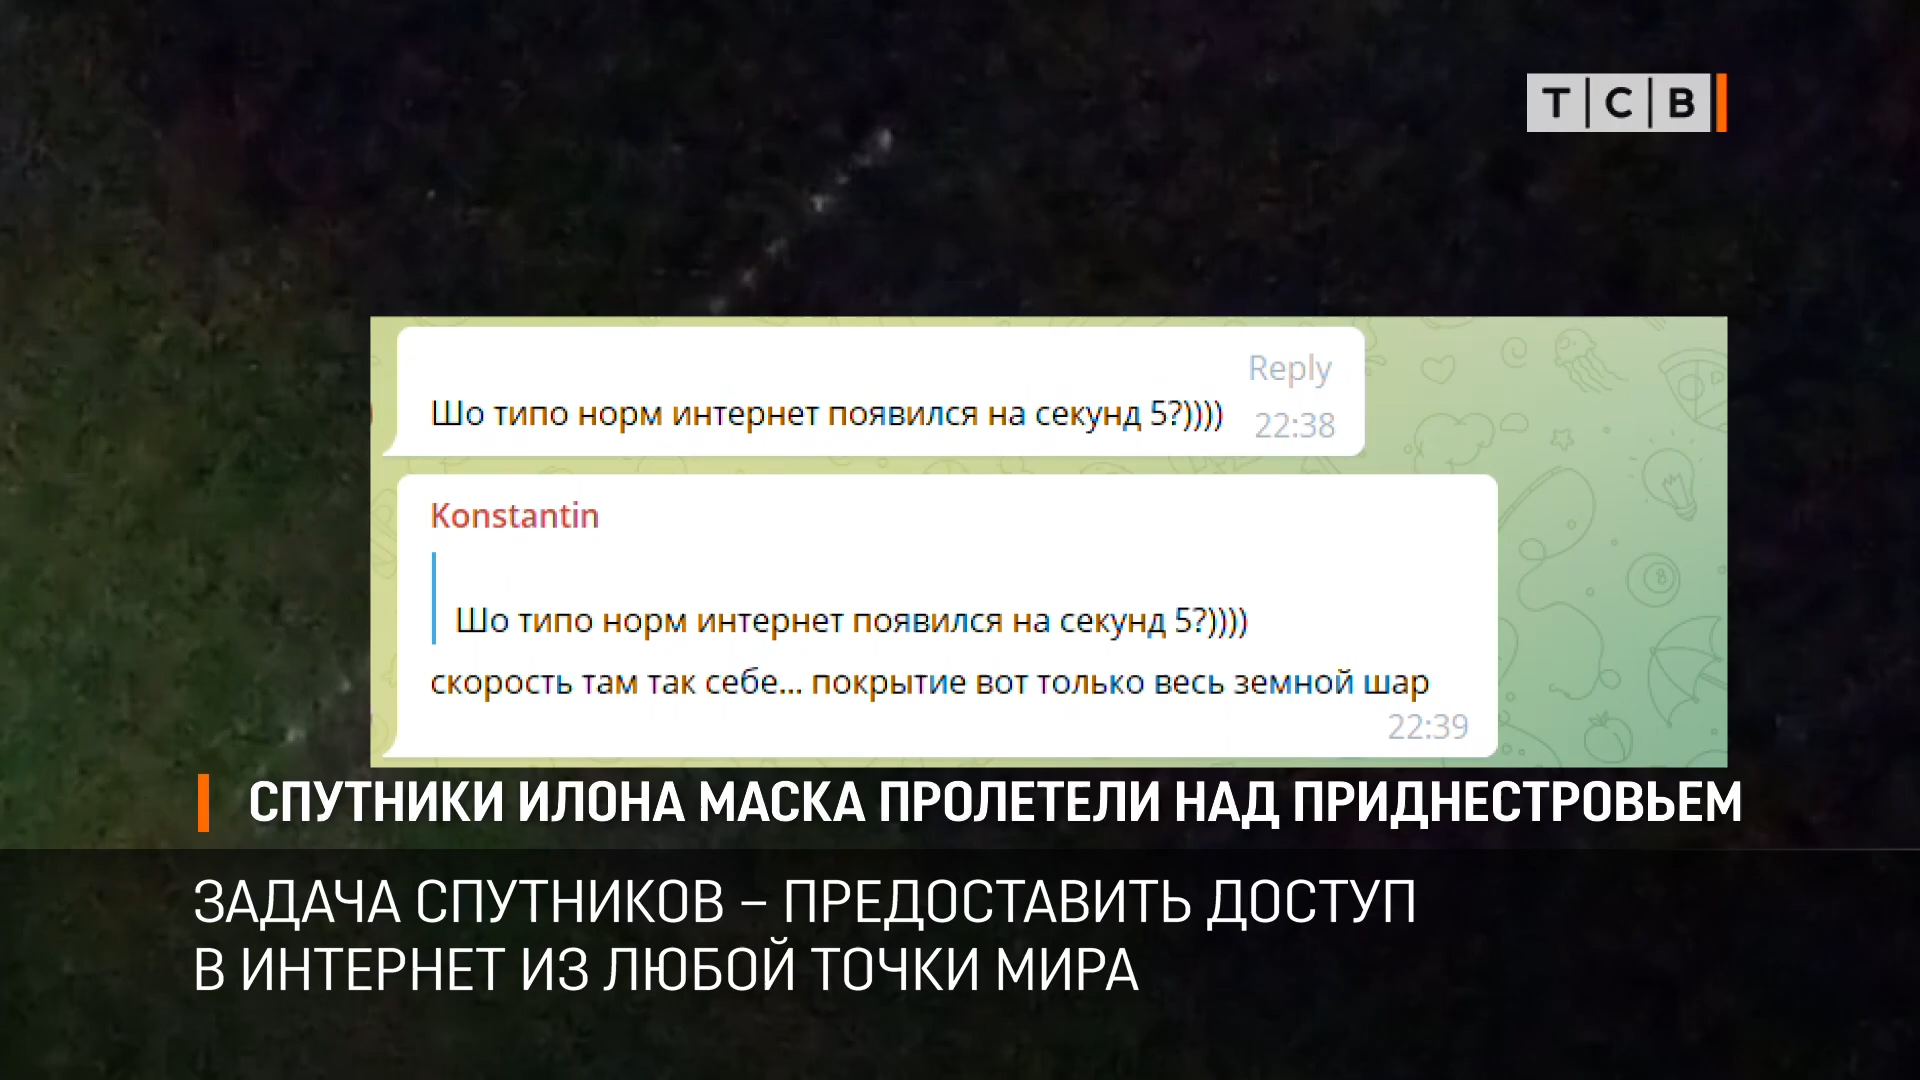 Т|С|В
Reply
Шо типо норм интернет появился на секунд 5?))))
22:38
Konstantin
Шо типо норм интернет появился на секунд 5?))))
скорость там так себе... покрытие вот только весь земной шар
22:39
СПУТНИКИ ИЛОНА МАСКА ПРОЛЕТЕЛИ НАД ПРИДНЕСТРОВЬЕМ
ЗАДАЧА СПУТНИКОВ – ПРЕДОСТАВИТЬ ДОСТУП
В ИНТЕРНЕТ ИЗ ЛЮБОЙ ТОЧКИ МИРА